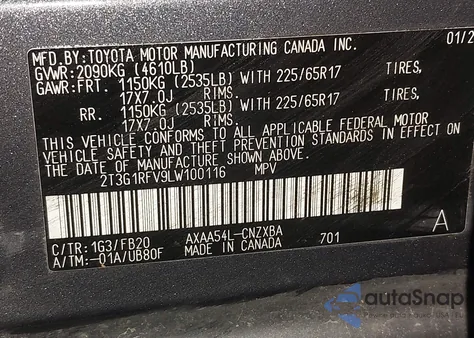 MFD.BY: TOYOTA MOTOR MANUFACTURING CANADA INC. 01/2
GVWR: 2090KG (4610LB)
GAWR: FRT. 1150KG (2535LB) WITH 225/65R17 TIRES,
17X7.0J RIMS.
RR. 1150KG (2535LB) WITH 225/65R17 TIRES,
17X7.0J RIMS.
THIS VEHICLE CONFORMS TO ALL APPLICABLE FEDERAL MOTOR
VEHICLE SAFETY AND THEFT PREVENTION STANDARDS IN EFFECT ON
THE DATE OF MANUFACTURE SHOWN ABOVE.
2T3G1RFV9LW100116 MPV
C/TR: 1G3/FB20 AXAA54L-CNZXBA 701 A
A/TM: -01A/UB80F MADE IN CANADA
autoSnap